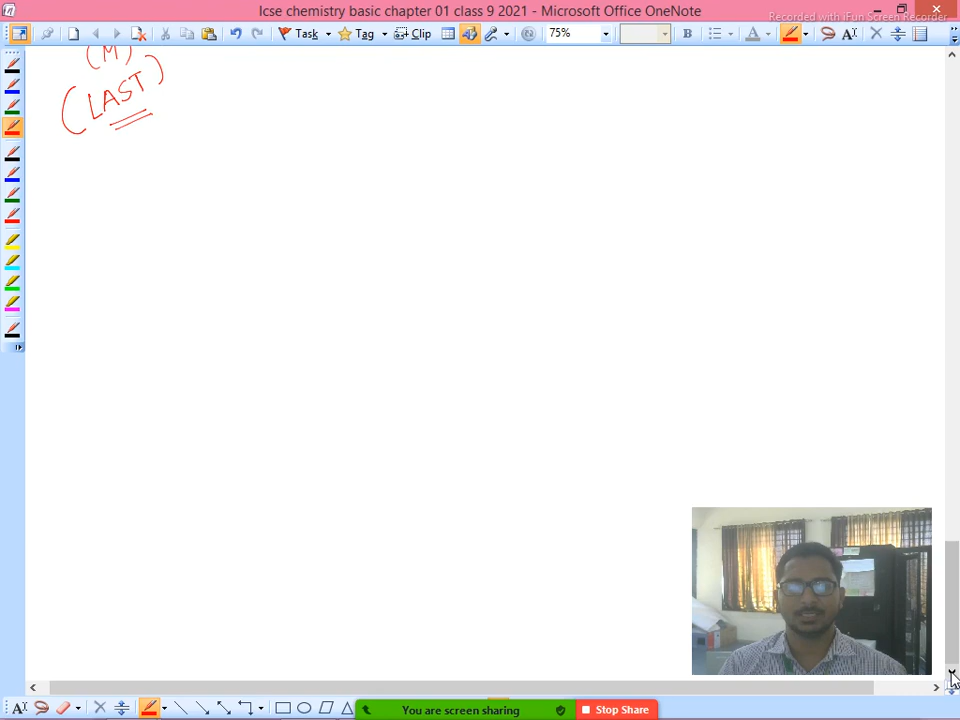 Icse chemistry basic chapter 01 class 9 2021 - Microsoft Office OneNote
Recorded with iFun Screen Recorder
Task
Tag
Clip
75%
B
A
A
(M)
(LAST)
A
You are screen sharing
Stop Share